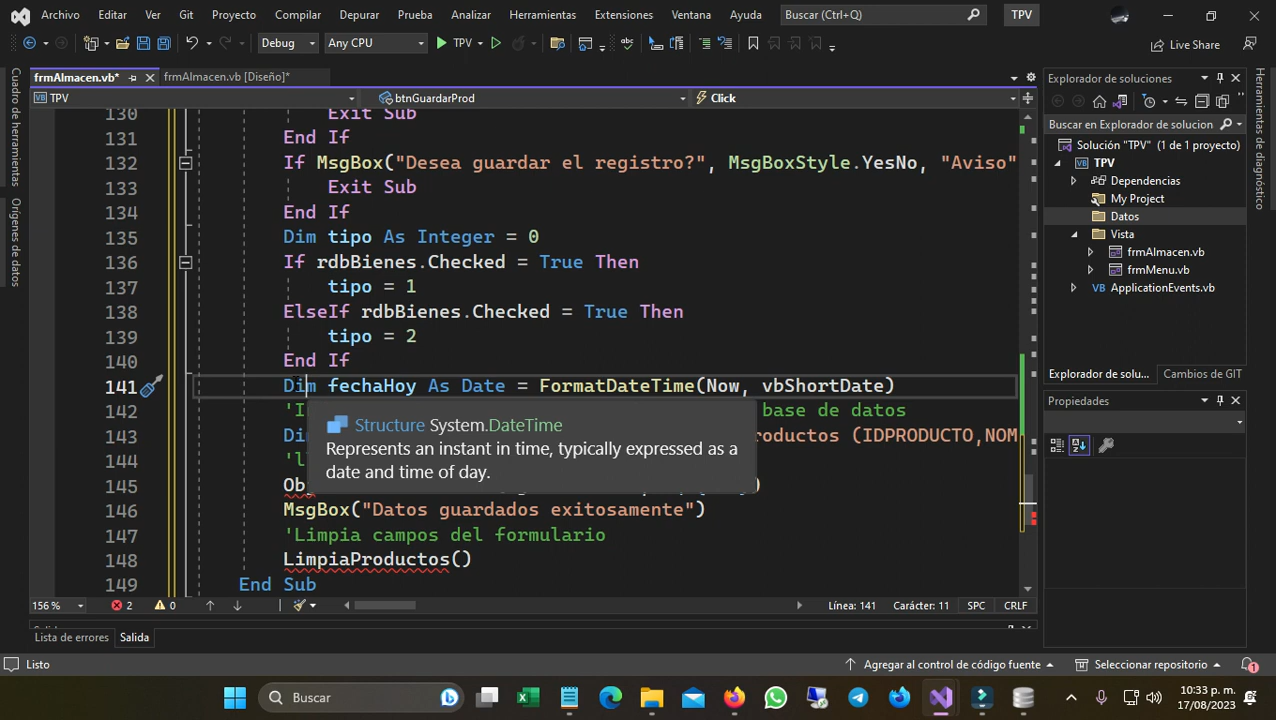 Archivo Editar Ver Git Proyecto Compilar Depurar Prueba Analizar Herramientas Extensiones Ventana Ayuda Buscar (Ctrl+Q) TPV
Debug Any CPU TPV Live Share
frmAlmacen.vb* frmAlmacen.vb [Diseño]*
TPV btnGuardarProd Click
Cuadro de herramientas
Orígenes de datos
130 Exit Sub
131 End If
132 If MsgBox("Desea guardar el registro?", MsgBoxStyle.YesNo, "Aviso"
133 Exit Sub
134 End If
135 Dim tipo As Integer = 0
136 If rdbBienes.Checked = True Then
137 tipo = 1
138 ElseIf rdbBienes.Checked = True Then
139 tipo = 2
140 End If
141 Dim fechaHoy As Date = FormatDateTime(Now, vbShortDate)
142 base de datos
143 (IDPRODUCTO,NOM
144
145
146 MsgBox("Datos guardados exitosamente")
147 'Limpia campos del formulario
148 LimpiaProductos()
149 End Sub
Structure System.DateTime
Represents an instant in time, typically expressed as a
date and time of day.
156 % 2 0 Línea: 141 Carácter: 11 SPC CRLF
Lista de errores Salida
Listo Agregar al control de código fuente Seleccionar repositorio 1
Explorador de soluciones
Buscar en Explorador de solucion
Solución "TPV" (1 de 1 proyecto)
TPV
Dependencias
My Project
Datos
Vista
frmAlmacen.vb
frmMenu.vb
ApplicationEvents.vb
Explorador de soluc... Cambios de GIT
Propiedades
Herramientas de diagnóstico
Buscar
10:33 p. m.
17/08/2023